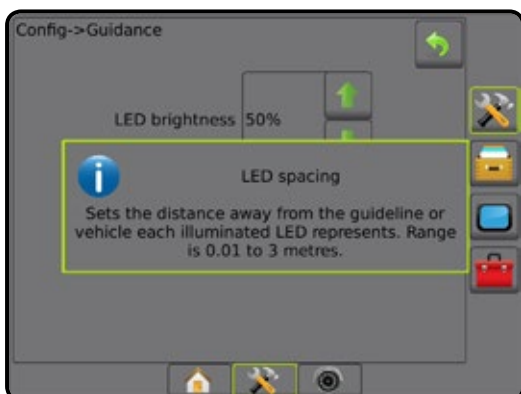 Config->Guidance
LED brightness 50%
LED spacing
Sets the distance away from the guideline or
vehicle each illuminated LED represents. Range
is 0.01 to 3 metres.